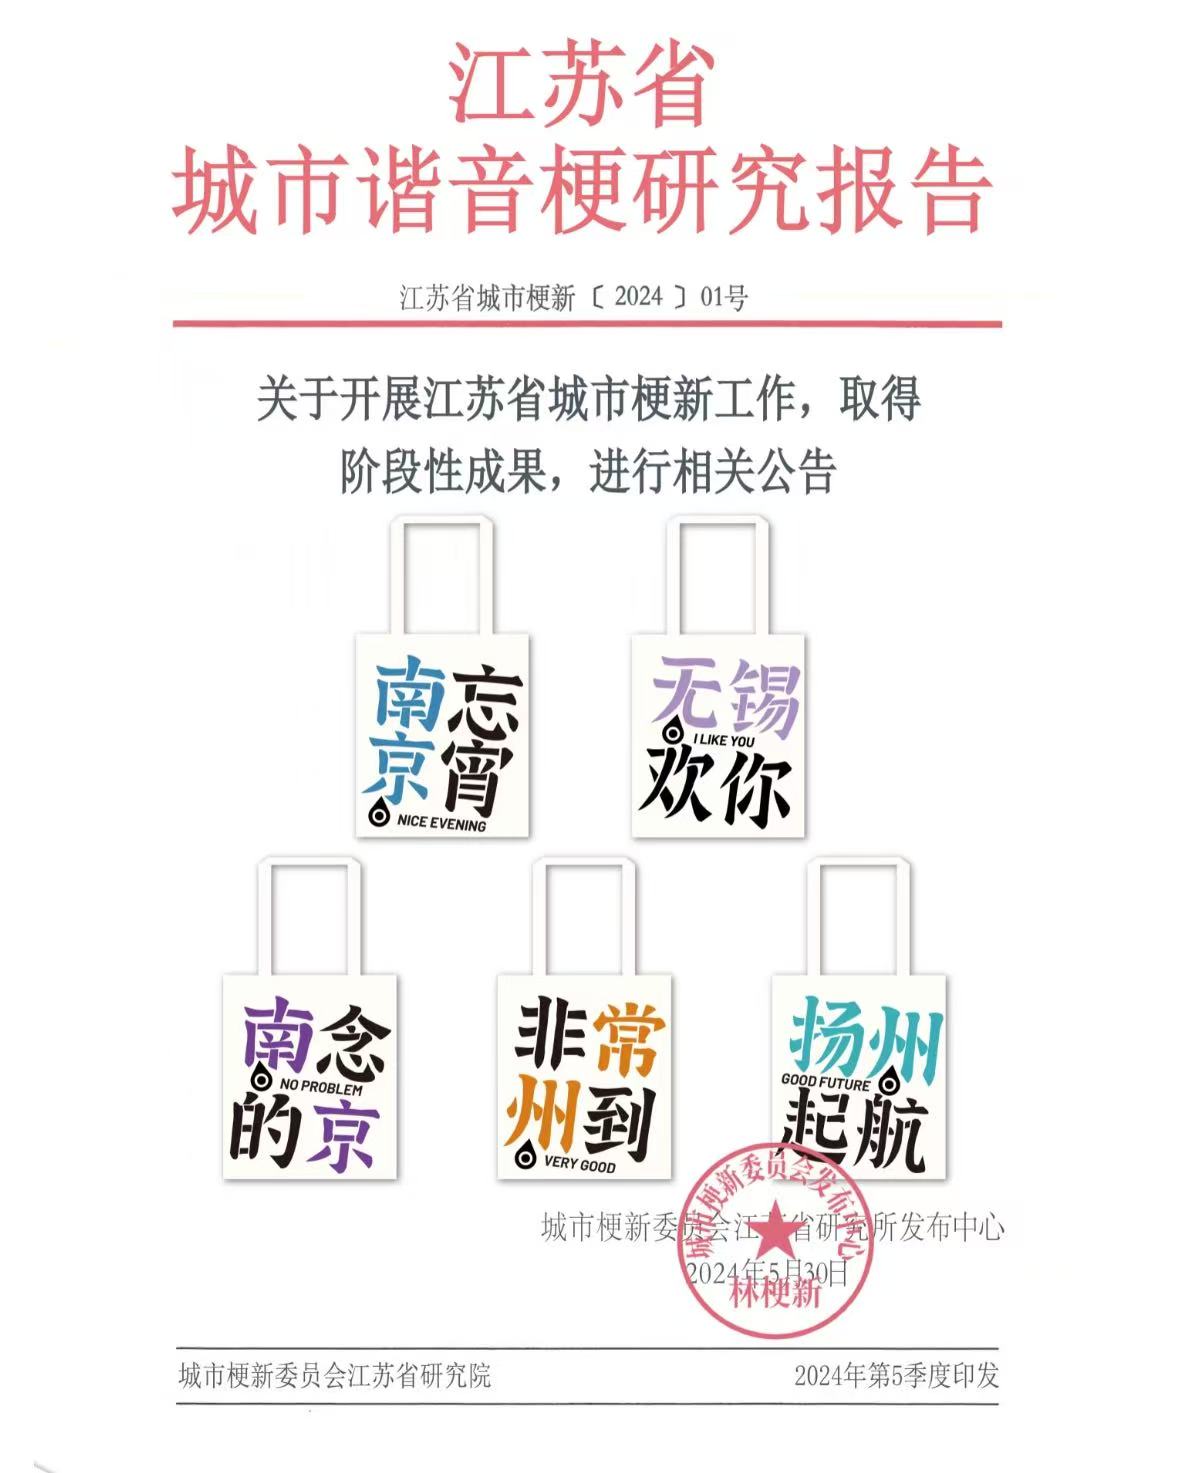 江苏省
城市谐音梗研究报告
江苏省城市梗新〔 2024 〕01号
关于开展江苏省城市梗新工作，取得
阶段性成果，进行相关公告
南忘
京宵
NICE EVENING
无锡
I LIKE YOU
欢你
南念
NO PROBLEM
的京
非常
州到
VERY GOOD
扬州
GOOD FUTURE
起航
城市梗新委员会江苏省研究所发布中心
2024年5月30日
城市梗新委员会发布中心
林梗新
城市梗新委员会江苏省研究院
2024年第5季度印发